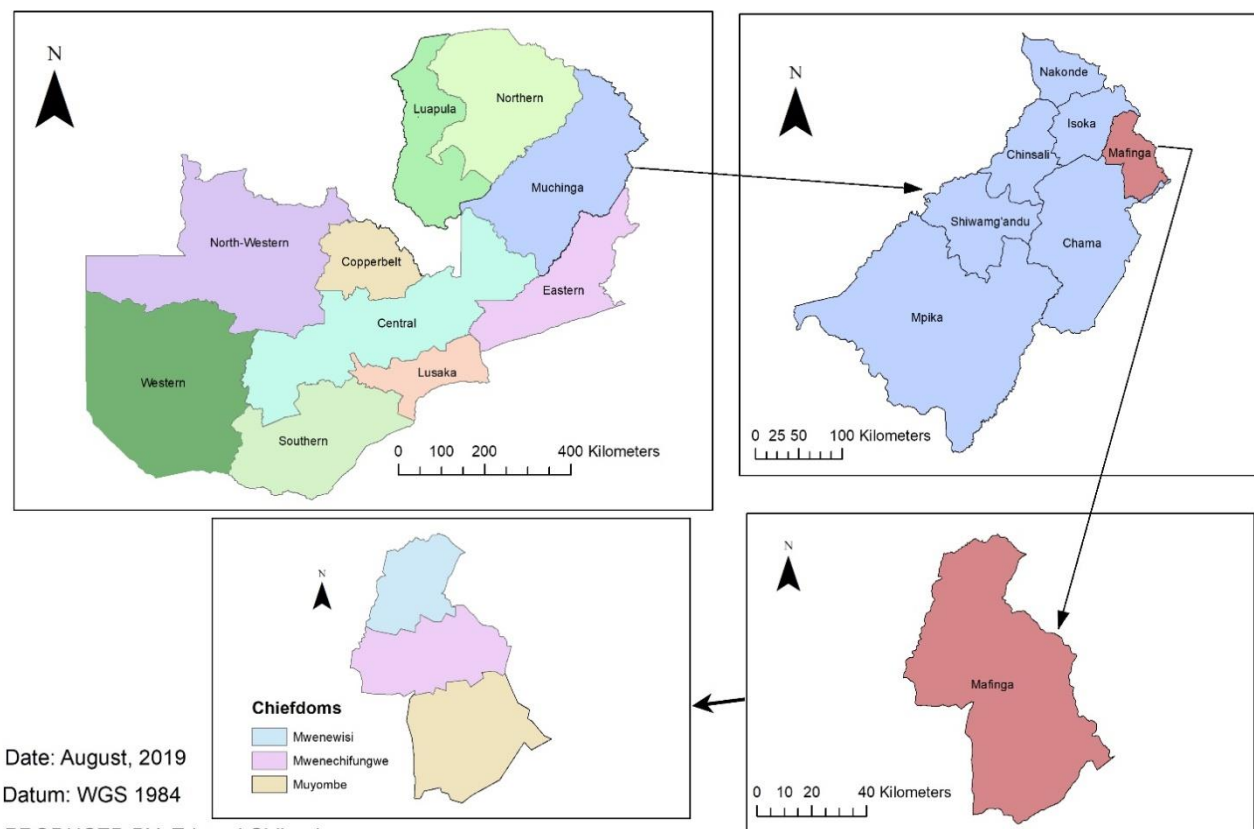 N
Luapula
Northern
Muchinga
North-Western
Copperbelt
Eastern
Central
Western
Lusaka
Southern
0 100 200 400 Kilometers
N
Nakonde
Isoka
Chinsali
Mafinga
Shiwamg'andu
Chama
Mpika
0 25 50 100 Kilometers
N
Chiefdoms
Mwenewisi
Mwenechifungwe
Muyombe
N
Mafinga
0 10 20 40 Kilometers
Date: August, 2019
Datum: WGS 1984